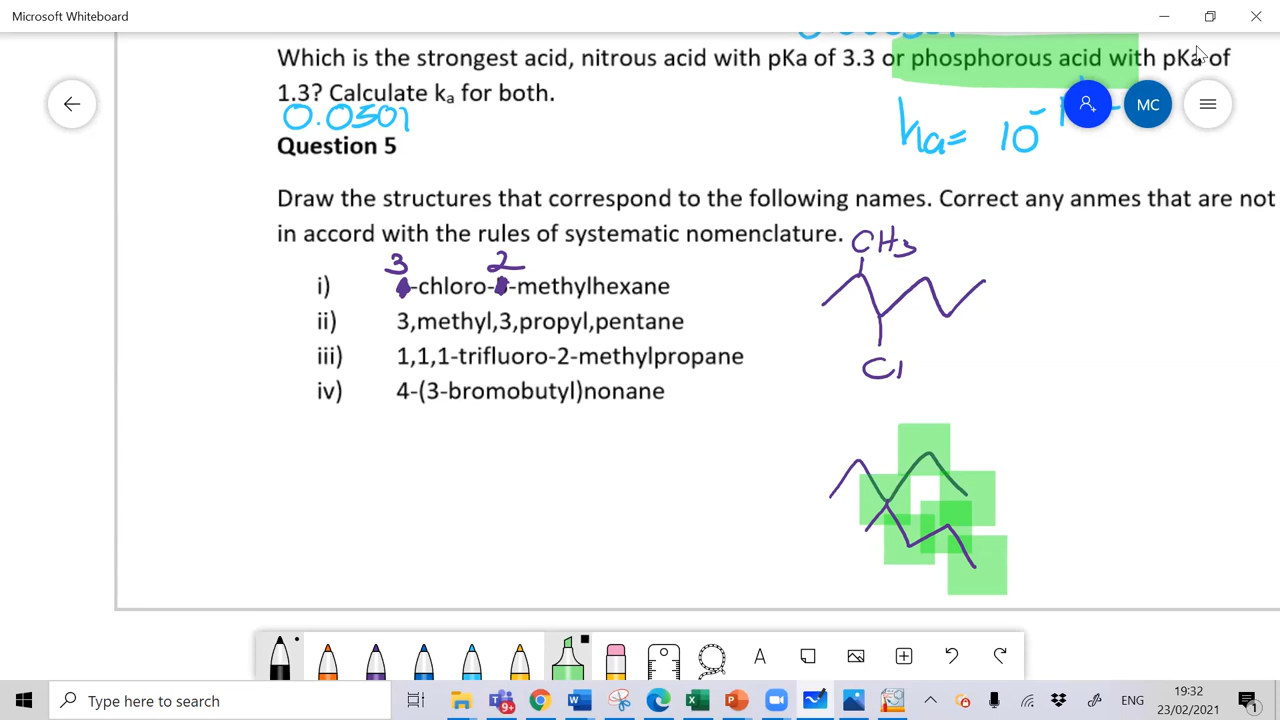 Microsoft Whiteboard
Which is the strongest acid, nitrous acid with pKa of 3.3 or phosphorous acid with pKa of
1.3? Calculate ka for both.
0.0501
ka= 10-
MC
Question 5
Draw the structures that correspond to the following names. Correct any anmes that are not
in accord with the rules of systematic nomenclature.
CH3
3 2
i) -chloro- -methylhexane
ii) 3,methyl,3,propyl,pentane
iii) 1,1,1-trifluoro-2-methylpropane
Cl
iv) 4-(3-bromobutyl)nonane
A
Type here to search
9+
ENG
19:32
23/02/2021
1